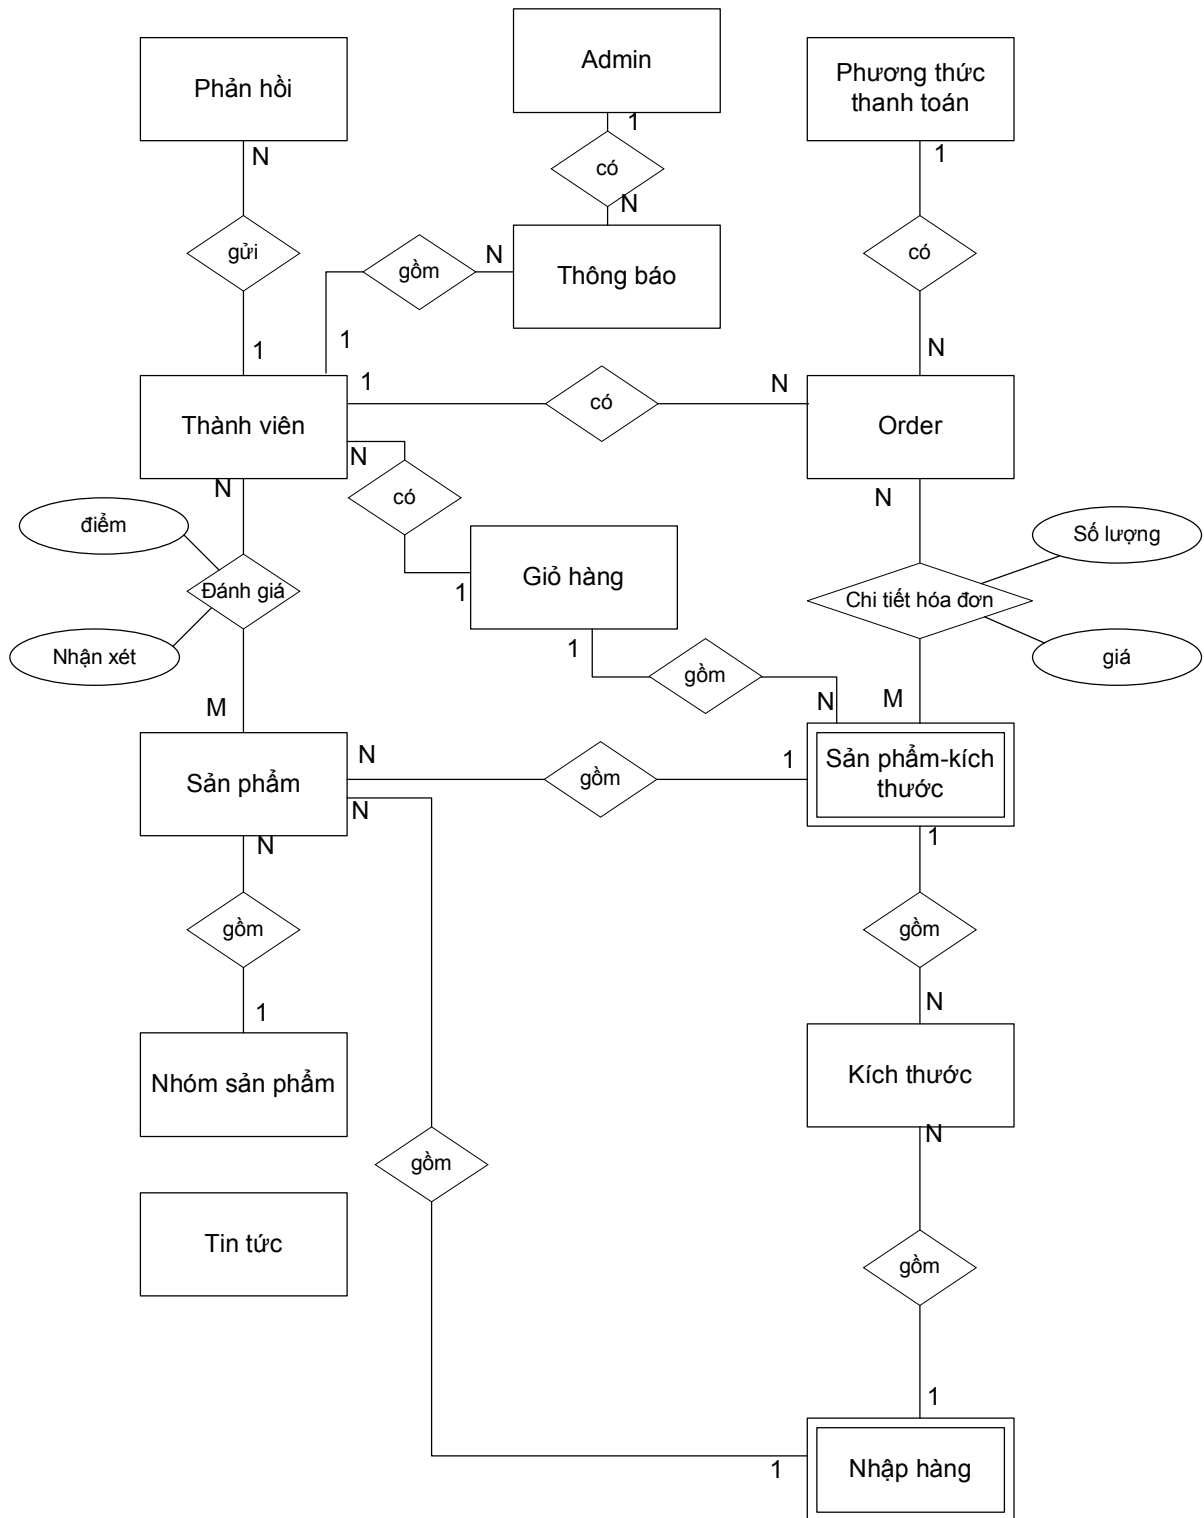 Phản hồi
Admin
Phương thức
thanh toán
N
1
1
có
N
gửi
gồm
N
Thông báo
có
1
1
N
1
N
Thành viên
có
Order
N
N
N
điểm
có
Số lượng
Đánh giá
Giỏ hàng
1
Chi tiết hóa đơn
Nhận xét
1
gồm
giá
M
N
M
N
1
Sản phẩm
gồm
Sản phẩm-kích
thước
N
N
1
gồm
gồm
1
N
Nhóm sản phẩm
Kích thước
N
gồm
Tin tức
gồm
1
1
Nhập hàng